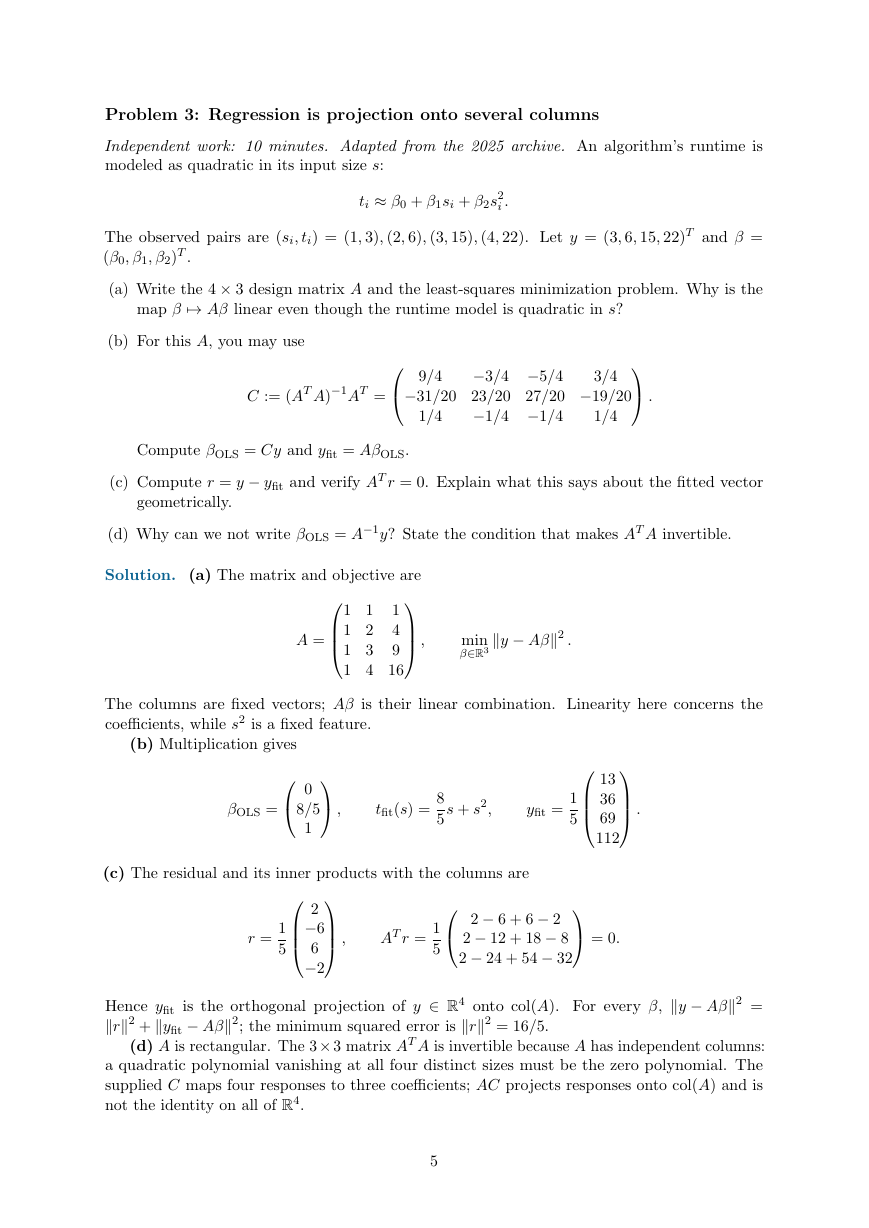 Problem 3: Regression is projection onto several columns
Independent work: 10 minutes. Adapted from the 2025 archive. An algorithm's runtime is
modeled as quadratic in its input size s:
t_i ≈ β_0 + β_1 s_i + β_2 s_i^2.
The observed pairs are (s_i, t_i) = (1, 3), (2, 6), (3, 15), (4, 22). Let y = (3, 6, 15, 22)^T and β =
(β_0, β_1, β_2)^T.
(a) Write the 4 × 3 design matrix A and the least-squares minimization problem. Why is the
map β ↦ Aβ linear even though the runtime model is quadratic in s?
(b) For this A, you may use
9/4 −3/4 −5/4 3/4
C := (A^T A)^{−1} A^T = ( −31/20 23/20 27/20 −19/20 ) .
1/4 −1/4 −1/4 1/4
Compute β_OLS = Cy and y_fit = Aβ_OLS.
(c) Compute r = y − y_fit and verify A^T r = 0. Explain what this says about the fitted vector
geometrically.
(d) Why can we not write β_OLS = A^{−1}y? State the condition that makes A^T A invertible.
Solution. (a) The matrix and objective are
1 1 1
1 2 4
A = ( ) , min_{β∈ℝ^3} ‖y − Aβ‖^2 .
1 3 9
1 4 16
The columns are fixed vectors; Aβ is their linear combination. Linearity here concerns the
coefficients, while s^2 is a fixed feature.
(b) Multiplication gives
β_OLS = ( 0 8/5 1 ) , t_fit(s) = 8/5 s + s^2, y_fit = 1/5 ( 13 36 69 112 ) .
(c) The residual and its inner products with the columns are
r = 1/5 ( 2 −6 6 −2 ) , A^T r = 1/5 ( 2 − 6 + 6 − 2 2 − 12 + 18 − 8 2 − 24 + 54 − 32 ) = 0.
Hence y_fit is the orthogonal projection of y ∈ ℝ^4 onto col(A). For every β, ‖y − Aβ‖^2 =
‖r‖^2 + ‖y_fit − Aβ‖^2; the minimum squared error is ‖r‖^2 = 16/5.
(d) A is rectangular. The 3 × 3 matrix A^T A is invertible because A has independent columns:
a quadratic polynomial vanishing at all four distinct sizes must be the zero polynomial. The
supplied C maps four responses to three coefficients; AC projects responses onto col(A) and is
not the identity on all of ℝ^4.
5